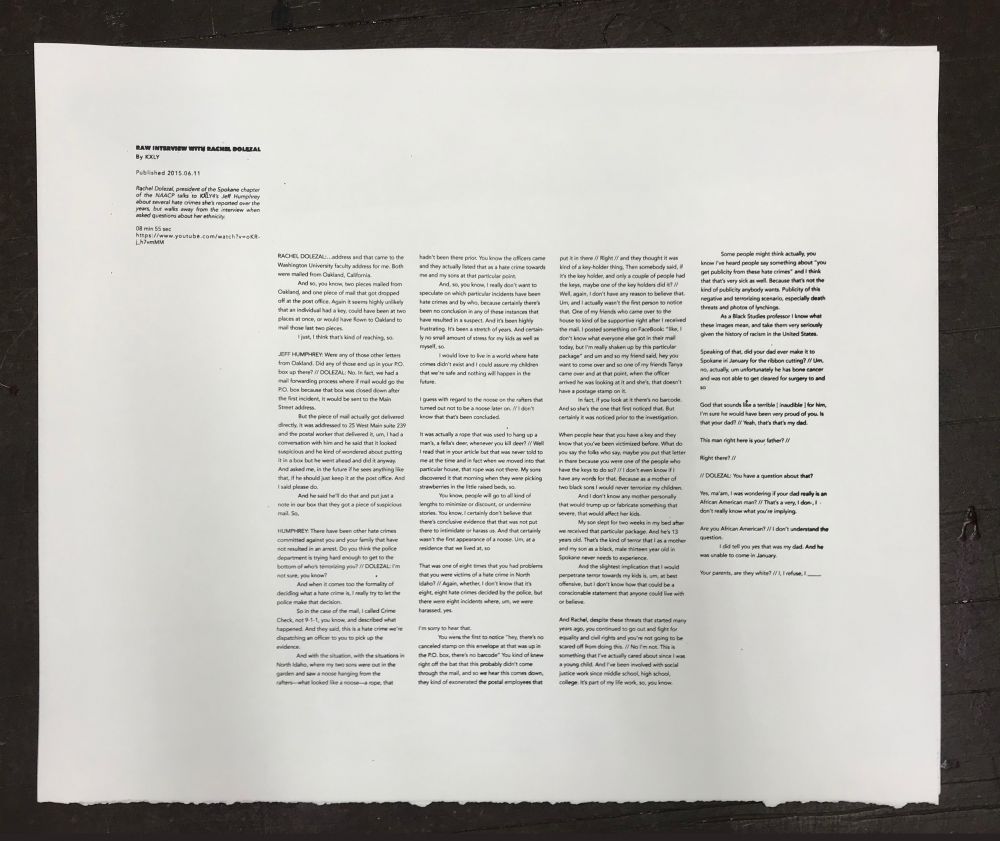 RAW INTERVIEW WITH RACHEL DOLEZAL
By KXLY
Published 2015.06.11
Rachel Dolezal, president of the Spokane chapter
of the NAACP talks to KXLY4's Jeff Humphrey
about several hate crimes she's reported over the
years, but walks away from the interview when
asked questions about her ethnicity.
08 min 55 sec
https://www.youtube.com/watch?v=oKR-
j_h7vmMM
RACHEL DOLEZAL:...address and that came to the
Washington University faculty address for me. Both
were mailed from Oakland, California.
And so, you know, two pieces mailed from
Oakland, and one piece of mail that got dropped
off at the post office. Again it seems highly unlikely
that an individual had a key, could have been at two
places at once, or would have flown to Oakland to
mail those last two pieces.
I just, I think that's kind of reaching, so.
JEFF HUMPHREY: Were any of those other letters
from Oakland. Did any of those end up in your P.O.
box up there? // DOLEZAL: No. In fact, we had a
mail forwarding process where if mail would go the
P.O. box because that box was closed down after
the first incident, it would be sent to the Main
Street address.
But the piece of mail actually got delivered
directly, it was addressed to 25 West Main suite 239
and the postal worker that delivered it, um, I had a
conversation with him and he said that it looked
suspicious and he kind of wondered about putting
it in a box but he went ahead and did it anyway.
And asked me, in the future if he sees anything like
that, if he should just keep it at the post office. And
I said please do.
And he said he'll do that and put just a
note in our box that they got a piece of suspicious
mail. So,
HUMPHREY: There have been other hate crimes
committed against you and your family that have
not resulted in an arrest. Do you think the police
department is trying hard enough to get to the
bottom of who's terrorizing you? // DOLEZAL: I'm
not sure, you know?
And when it comes too the formality of
deciding what a hate crime is, I really try to let the
police make that decision.
So in the case of the mail, I called Crime
Check, not 9-1-1, you know, and described what
happened. And they said, this is a hate crime we're
dispatching an officer to you to pick up the
evidence.
And with the situation, with the situations in
North Idaho, where my two sons were out in the
garden and saw a noose hanging from the
rafters—what looked like a noose—a rope, that
hadn't been there prior. You know the officers came
and they actually listed that as a hate crime towards
me and my sons at that particular point.
And, so, you know, I really don't want to
speculate on which particular incidents have been
hate crimes and by who, because certainly there's
been no conclusion in any of these instances that
have resulted in a suspect. And it's been highly
frustrating. It's been a stretch of years. And certain-
ly no small amount of stress for my kids as well as
myself, so.
I would love to live in a world where hate
crimes didn't exist and I could assure my children
that we're safe and nothing will happen in the
future.
I guess with regard to the noose on the rafters that
turned out not to be a noose later on. // I don't
know that that's been concluded.
It was actually a rope that was used to hang up a
man's, a fella's deer, whenever you kill deer? // Well
I read that in your article but that was never told to
me at the time and in fact when we moved into that
particular house, that rope was not there. My sons
discovered it that morning when they were picking
strawberries in the little raised beds, so.
You know, people will go to all kind of
lengths to minimize or discount, or undermine
stories. You know, I certainly don't believe that
there's conclusive evidence that that was not put
there to intimidate or harass us. And that certainly
wasn't the first appearance of a noose. Um, at a
residence that we lived at, so
That was one of eight times that you had problems
that you were victims of a hate crime in North
Idaho? // Again, whether, I don't know that it's
eight, eight hate crimes decided by the police, but
there were eight incidents where, um, we were
harassed, yes.
I'm sorry to hear that.
You were the first to notice "hey, there's no
canceled stamp on this envelope at that was up in
the P.O. box, there's no barcode" You kind of knew
right off the bat that this probably didn't come
through the mail, and so we hear this comes down,
they kind of exonerated the postal employees that
put it in there // Right // and they thought it was
kind of a key-holder thing, Then somebody said, if
it's the key holder, and only a couple of people had
the keys, maybe one of the key holders did it? //
Well, again, I don't have any reason to believe that.
Um, and I actually wasn't the first person to notice
that. One of my friends who came over to the
house to kind of be supportive right after I received
the mail. I posted something on FaceBook: "like, I
don't know what everyone else got in their mail
today, but I'm really shaken up by this particular
package" and um and so my friend said, hey you
want to come over and so one of my friends Tanya
came over and at that point, when the officer
arrived he was looking at it and she's, that doesn't
have a postage stamp on it.
In fact, if you look at it there's no barcode.
And so she's the one that first noticed that. But
certainly it was noticed prior to the investigation.
When people hear that you have a key and they
know that you've been victimized before. What do
you say the folks who say, maybe you put that letter
in there because you were one of the people who
have the keys to do so? // I don't even know if I
have any words for that. Because as a mother of
two black sons I would never terrorize my children.
And I don't know any mother personally
that would trump up or fabricate something that
severe, that would affect her kids.
My son slept for two weeks in my bed after
we received that particular package. And he's 13
years old. That's the kind of terror that I as a mother
and my son as a black, male thirteen year old in
Spokane never needs to experience.
And the slightest implication that I would
perpetrate terror towards my kids is, um, at best
offensive, but I don't know how that could be a
conscionable statement that anyone could live with
or believe.
And Rachel, despite these threats that started many
years ago, you continued to go out and fight for
equality and civil rights and you're not going to be
scared off from doing this. // No I'm not. This is
something that I've actually cared about since I was
a young child. And I've been involved with social
justice work since middle school, high school,
college. It's part of my life work, so, you know.
Some people might think actually, you
know I've heard people say something about "you
get publicity from these hate crimes" and I think
that that's very sick as well. Because that's not the
kind of publicity anybody wants. Publicity of this
negative and terrorizing scenario, especially death
threats and photos of lynchings.
As a Black Studies professor I know what
these images mean, and take them very seriously
given the history of racism in the United States.
Speaking of that, did your dad ever make it to
Spokane in January for the ribbon cutting? // Um,
no, actually, um unfortunately he has bone cancer
and was not able to get cleared for surgery to and
so
God that sounds like a terrible | inaudible | for him,
I'm sure he would have been very proud of you. Is
that your dad? // Yeah, that's that's my dad.
This man right here is your father? //
Right there? //
// DOLEZAL: You have a question about that?
Yes, ma'am, I was wondering if your dad really is an
African American man? // That's a very, I don-, I -
don't really know what you're implying.
Are you African American? // I don't understand the
question.
I did tell you yes that was my dad. And he
was unable to come in January.
Your parents, are they white? // I, I refuse, I ____